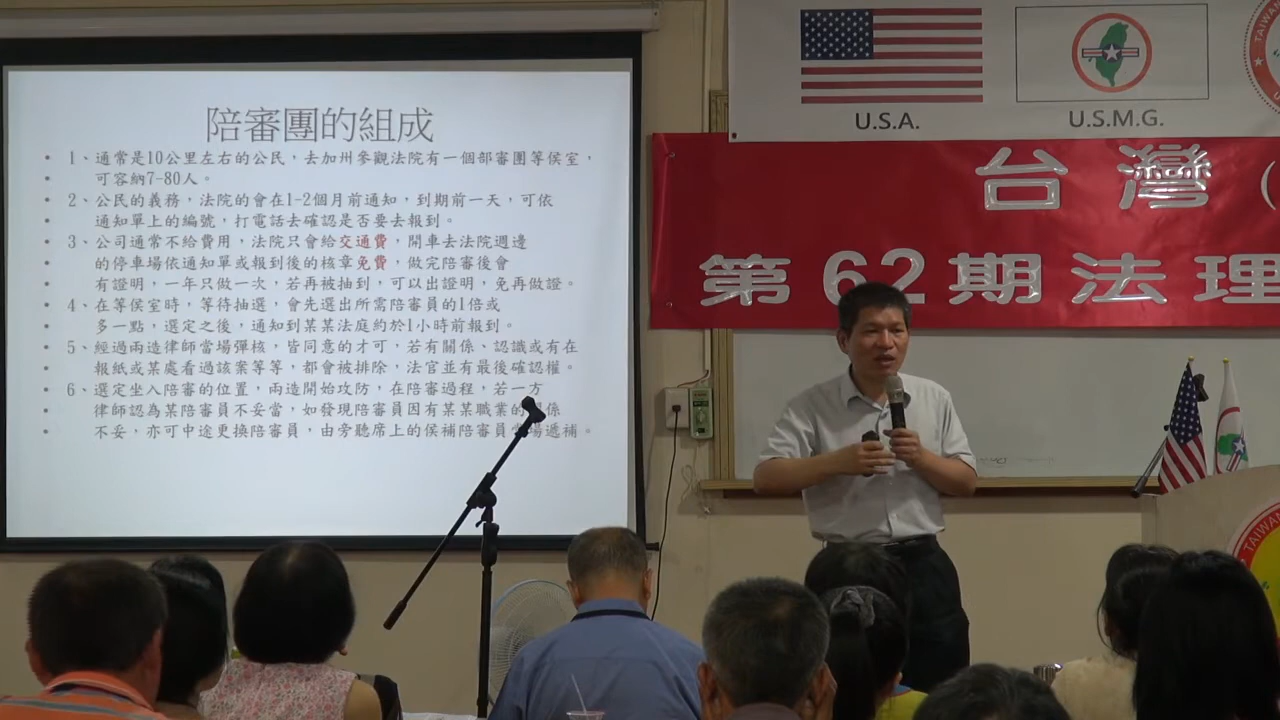 陪審團的組成
• 1、通常是10公里左右的公民，去加州參觀法院有一個部審團等侯室，
• 可容納7-80人。
• 2、公民的義務，法院的會在1-2個月前通知，到期前一天，可依
• 通知單上的編號，打電話去確認是否要去報到。
• 3、公司通常不給費用，法院只會給交通費，開車去法院週邊
• 的停車場依通知單或報到後的核章免費，做完陪審後會
• 有證明，一年只做一次，若再被抽到，可以出證明，免再做證。
• 4、在等侯室時，等待抽選，會先選出所需陪審員的1倍或
• 多一點，選定之後，通知到某某法庭約於1小時前報到。
• 5、經過兩造律師當場彈核，皆同意的才可，若有關係、認識或有在
• 報紙或某處看過該案等等，都會被排除，法官並有最後確認權。
• 6、選定坐入陪審的位置，兩造開始攻防，在陪審過程，若一方
• 律師認為某陪審員不妥當，如發現陪審員因有某某職業的關係
• 不妥，亦可中途更換陪審員，由旁聽席上的侯補陪審員當場遞補。
U.S.A.
U.S.M.G.
台灣（
第62期法理
TAIWAN
TAIWAN